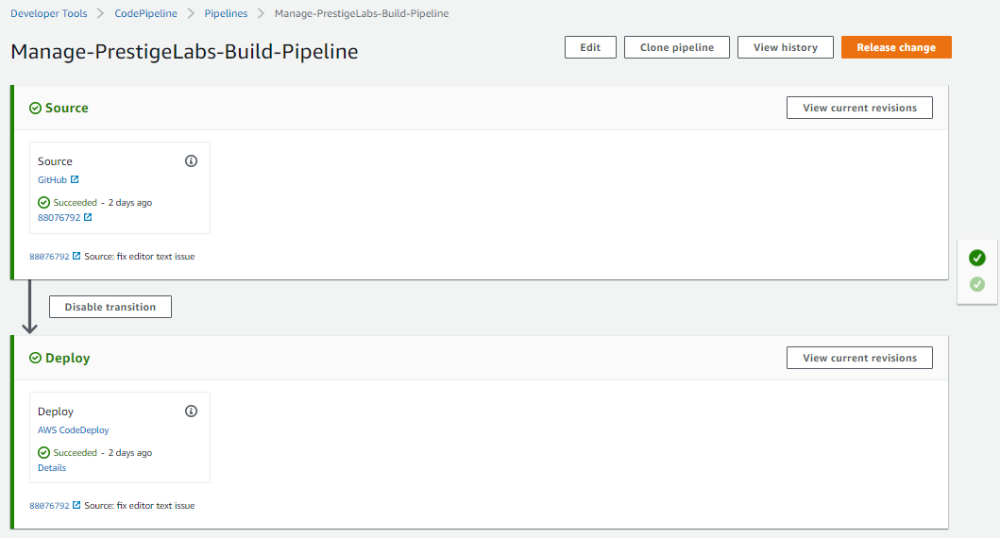 Developer Tools > CodePipeline > Pipelines > Manage-PrestigeLabs-Build-Pipeline
Manage-PrestigeLabs-Build-Pipeline
Edit
Clone pipeline
View history
Release change
Source
View current revisions
Source
GitHub
Succeeded - 2 days ago
88076792
88076792 Source: fix editor text issue
Disable transition
Deploy
View current revisions
Deploy
AWS CodeDeploy
Succeeded - 2 days ago
Details
88076792 Source: fix editor text issue